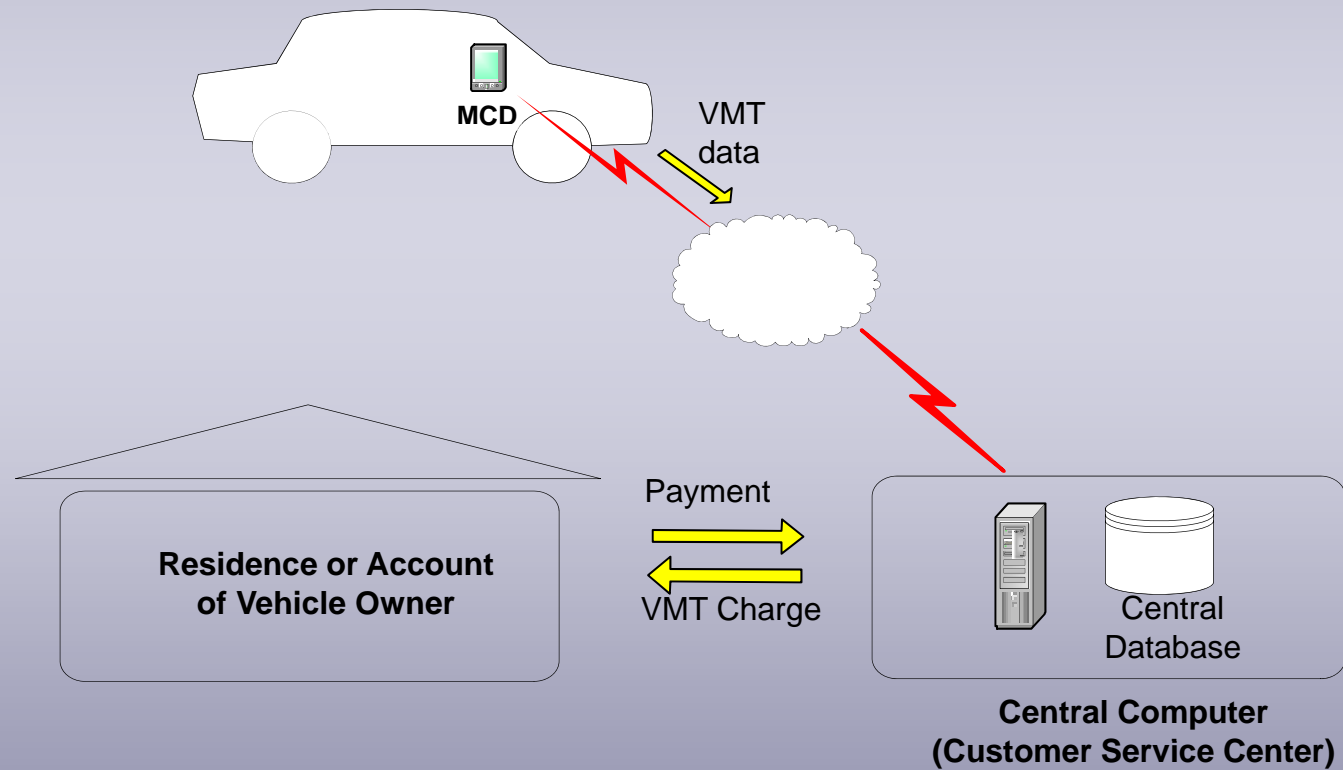 MCD
VMT
data
Payment
Residence or Account
of Vehicle Owner
VMT Charge
Central
Database
Central Computer
(Customer Service Center)